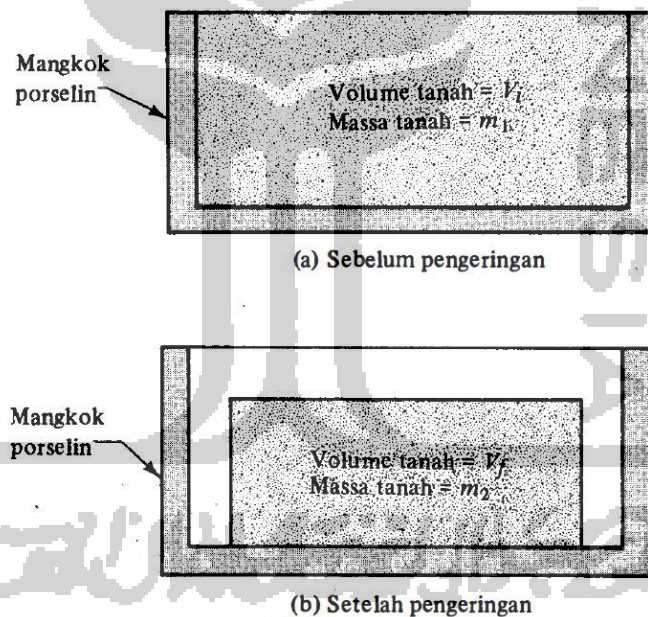 Mangkok
porselin
Volume tanah = Vi
Massa tanah = m1
(a) Sebelum pengeringan
Mangkok
porselin
Volume tanah = Vf
Massa tanah = m2
(b) Setelah pengeringan